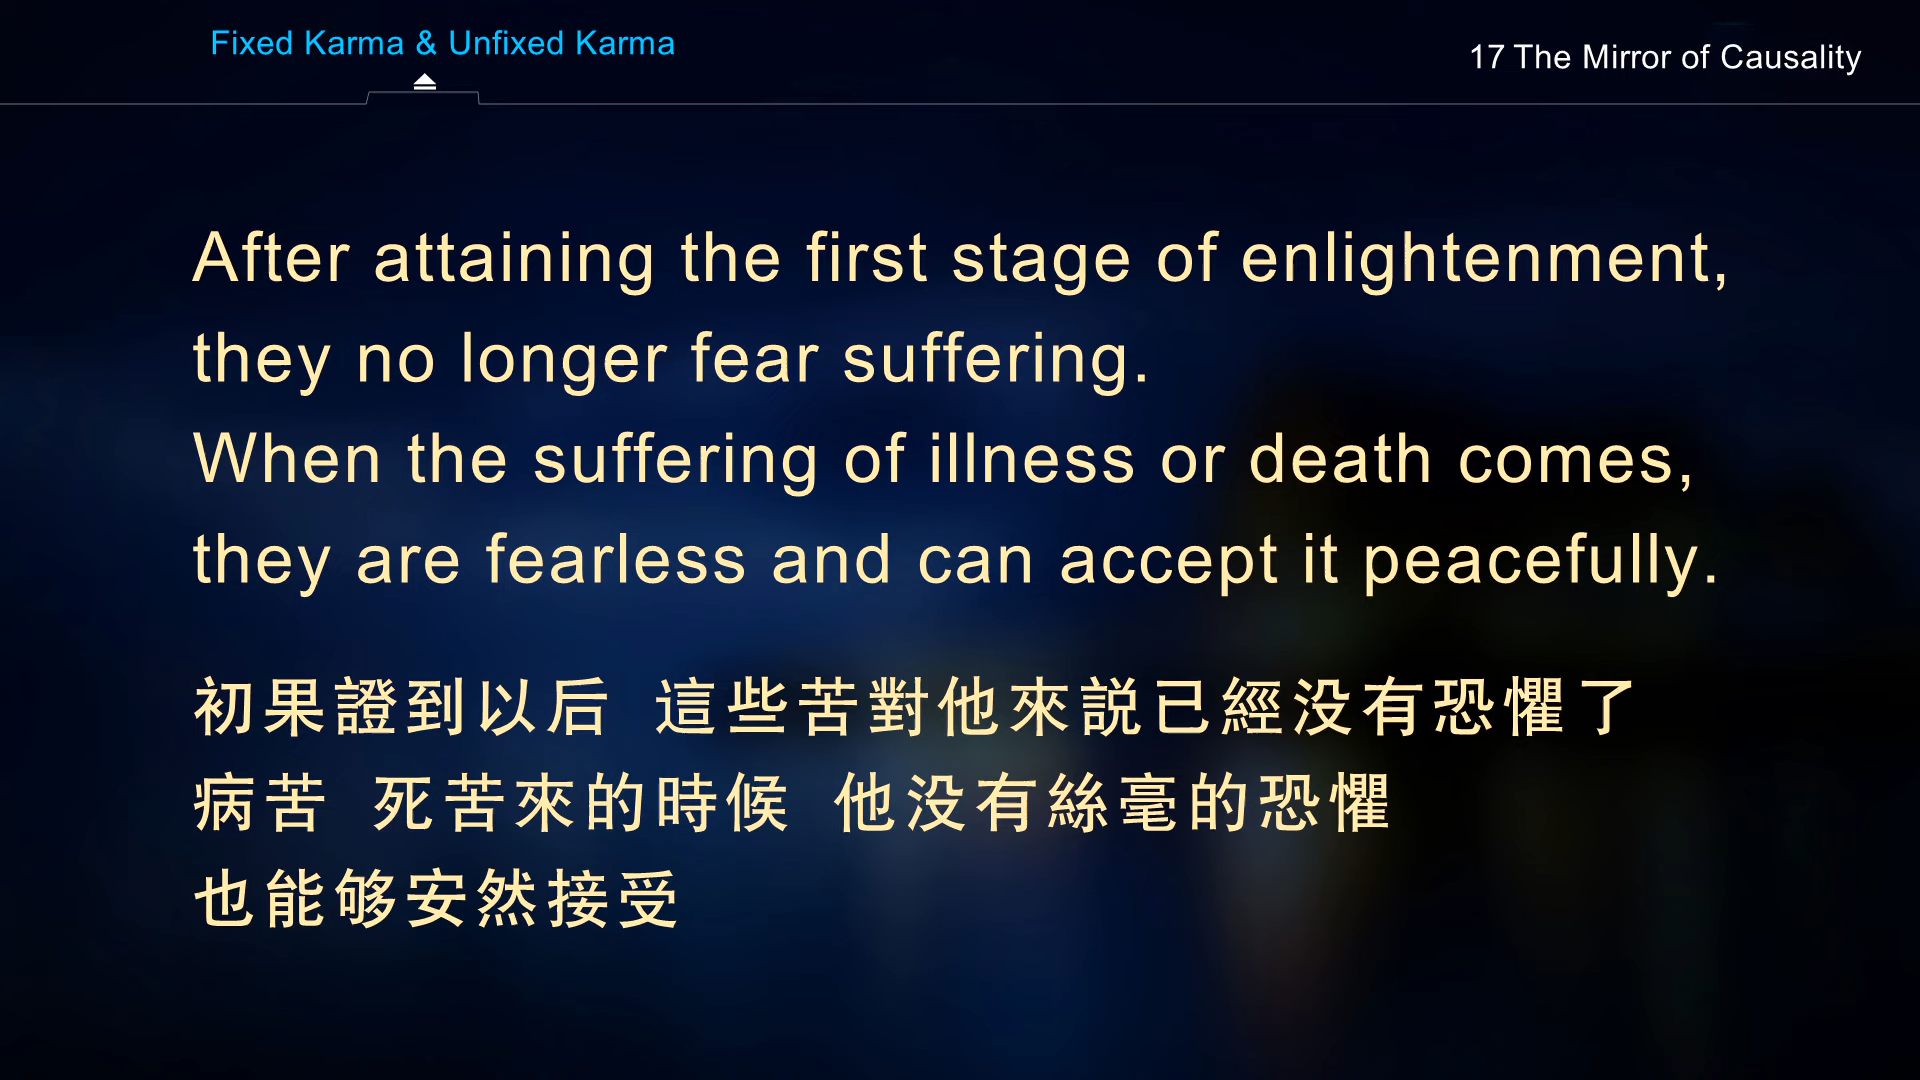 Fixed Karma & Unfixed Karma
17 The Mirror of Causality
After attaining the first stage of enlightenment,
they no longer fear suffering.
When the suffering of illness or death comes,
they are fearless and can accept it peacefully.
初果證到以后 這些苦對他來説已經没有恐懼了
病苦 死苦來的時候 他没有絲毫的恐懼
也能够安然接受